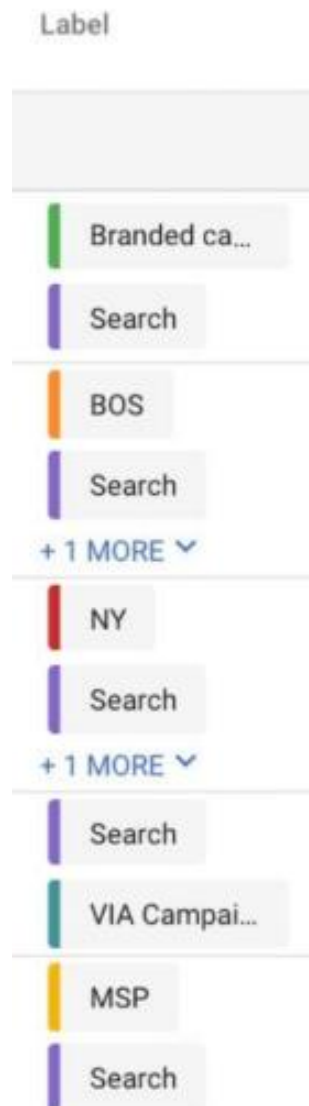 Label
Branded ca...
Search
BOS
Search
+ 1 MORE
NY
Search
+ 1 MORE
Search
VIA Campai...
MSP
Search